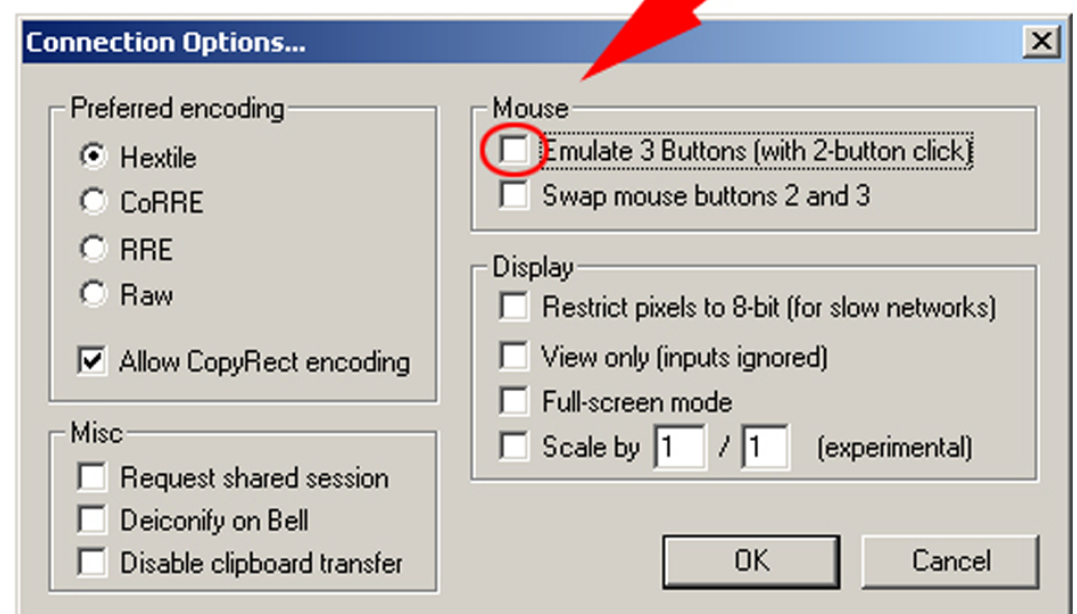 Connection Options...
Preferred encoding
Hextile
CoRRE
RRE
Raw
Allow CopyRect encoding
Misc
Request shared session
Deiconify on Bell
Disable clipboard transfer
Mouse
Emulate 3 Buttons (with 2-button click)
Swap mouse buttons 2 and 3
Display
Restrict pixels to 8-bit (for slow networks)
View only (inputs ignored)
Full-screen mode
Scale by 1 / 1 (experimental)
OK Cancel